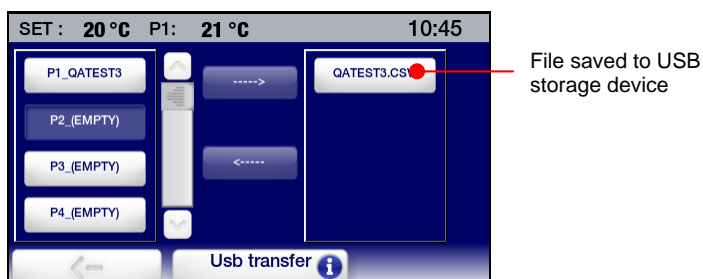 SET : 20 °C P1: 21 °C 10:45
P1_QATEST3
----->
QATEST3.CSV
File saved to USB
storage device
P2_(EMPTY)
P3_(EMPTY)
<-----
P4_(EMPTY)
Usb transfer